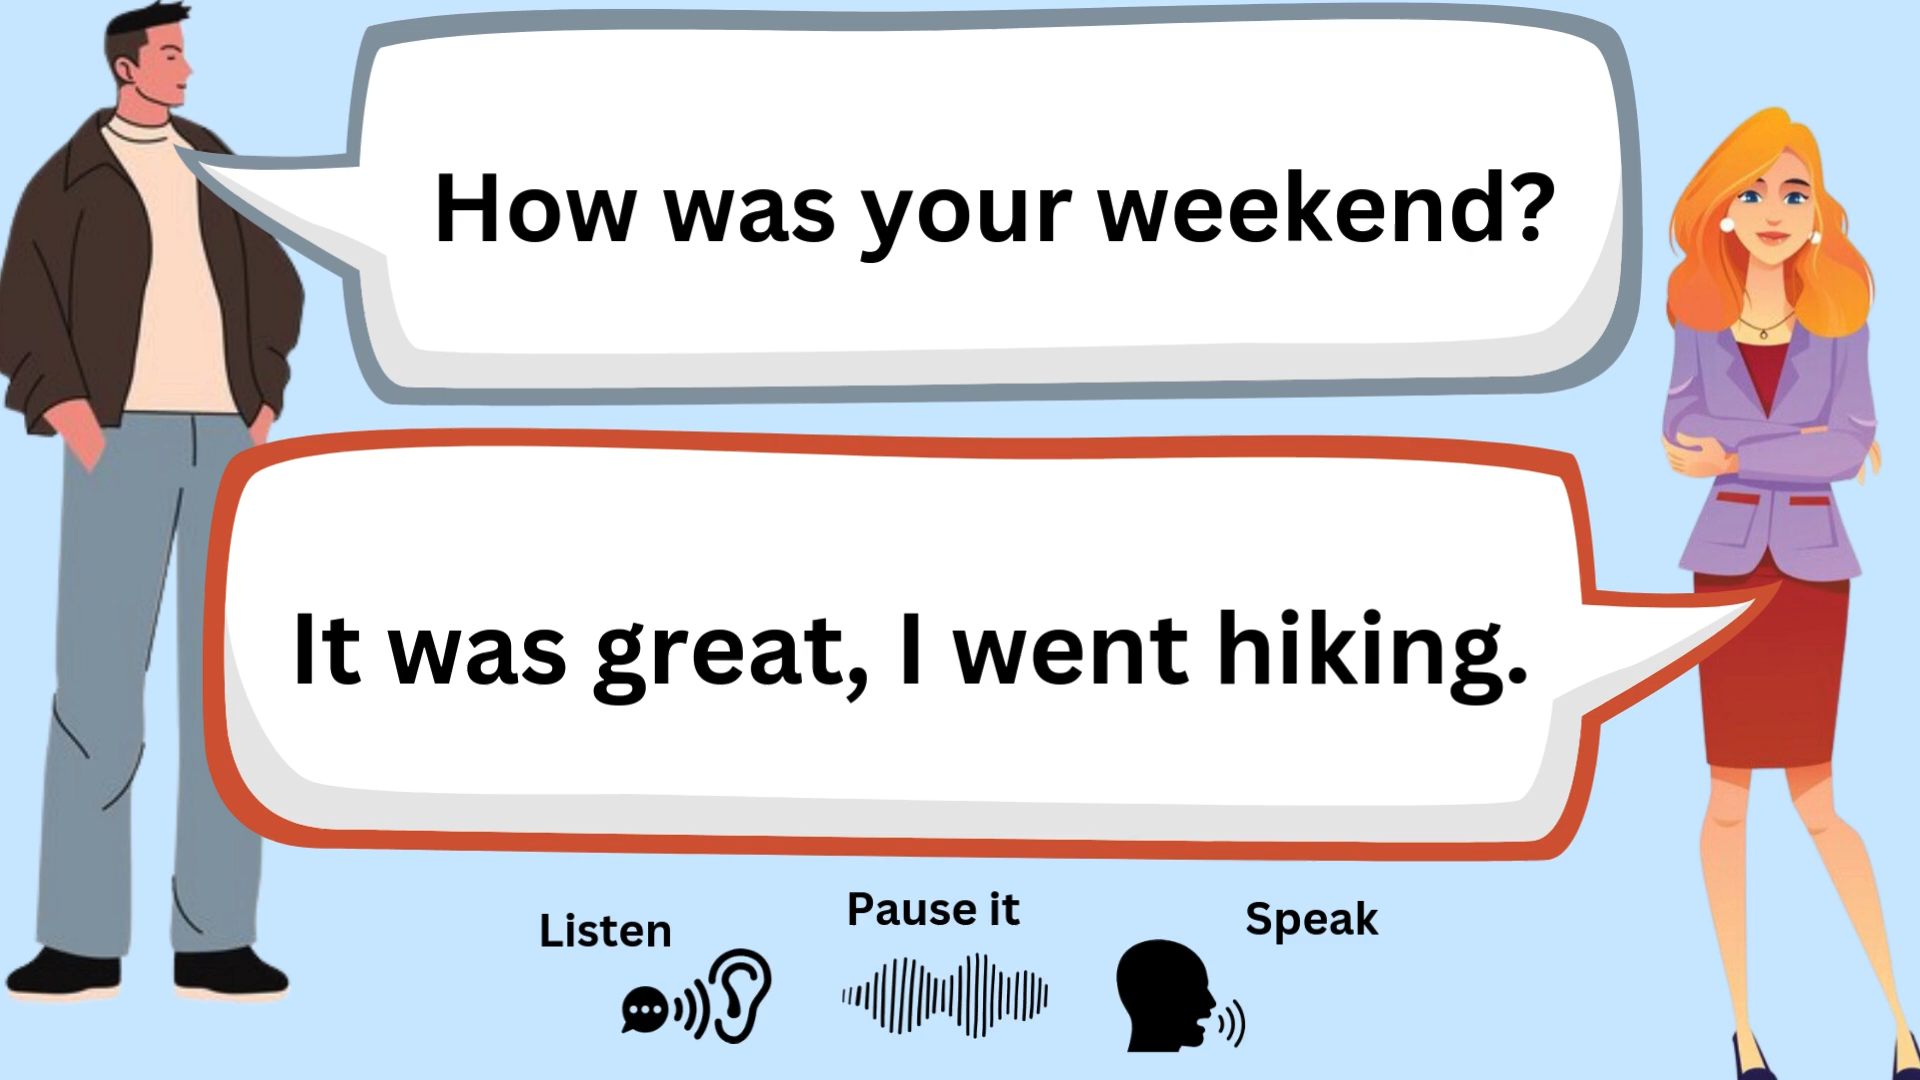 How was your weekend?
It was great, I went hiking.
Listen
Pause it
Speak